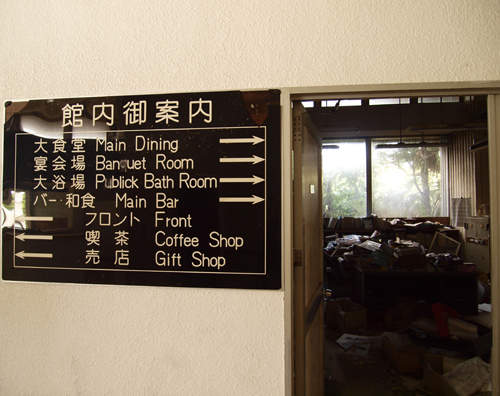 館内御案内
大食堂 Main Dining
宴会場 Banquet Room
大浴場 Publick Bath Room
バー・和食 Main Bar
フロント Front
喫茶 Coffee Shop
売店 Gift Shop